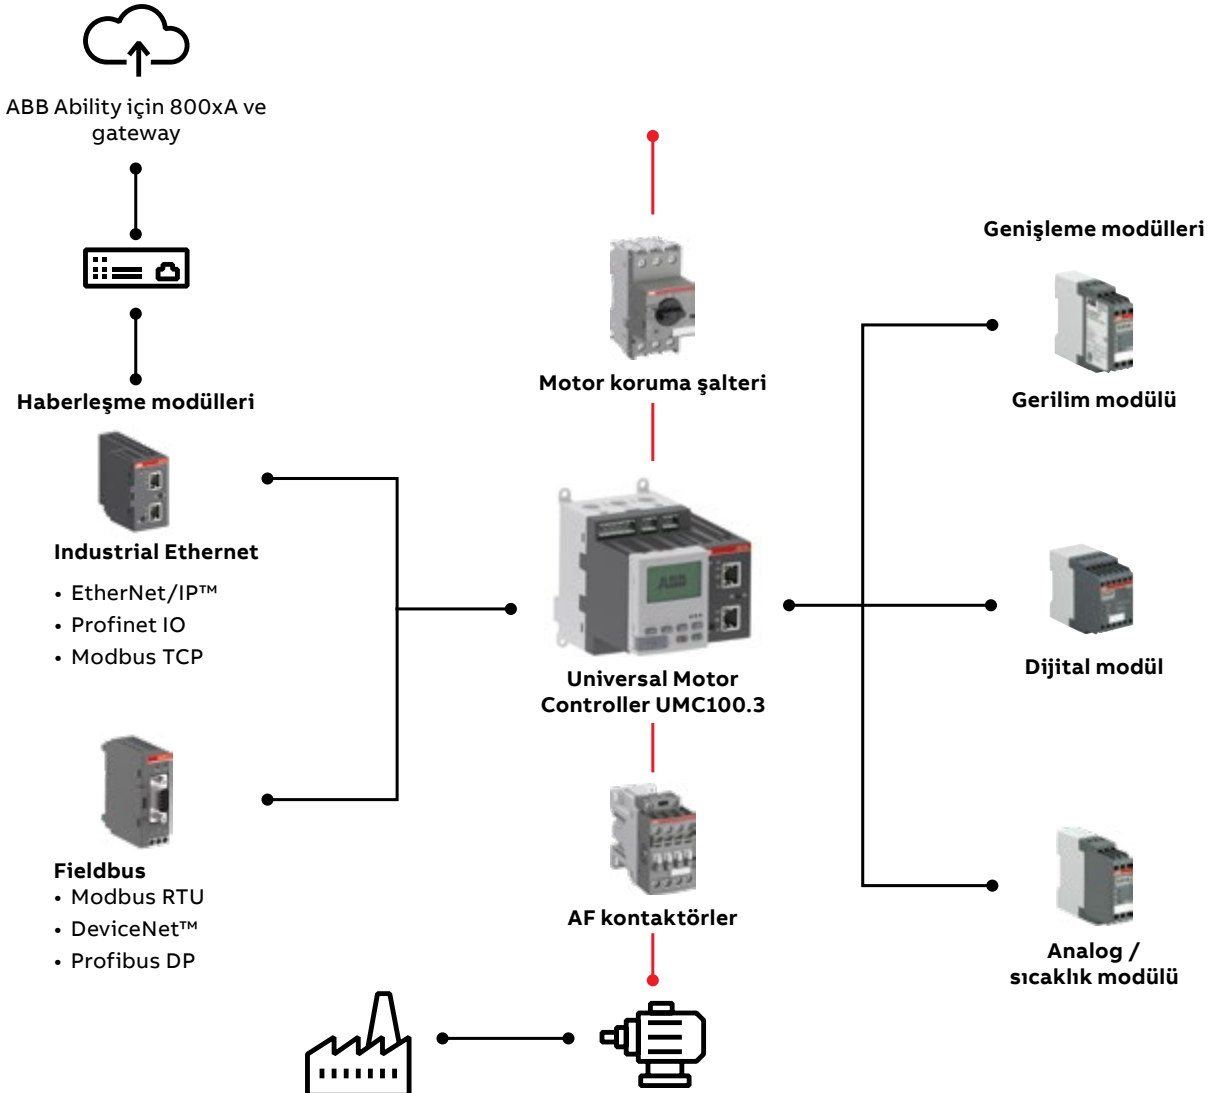 ABB Ability için 800xA ve
gateway
Haberleşme modülleri
Industrial Ethernet
• EtherNet/IP™
• Profinet IO
• Modbus TCP
Fieldbus
• Modbus RTU
• DeviceNet™
• Profibus DP
Motor koruma şalteri
ABB
Universal Motor
Controller UMC100.3
AF kontaktörler
Genişleme modülleri
Gerilim modülü
Dijital modül
Analog /
sıcaklık modülü